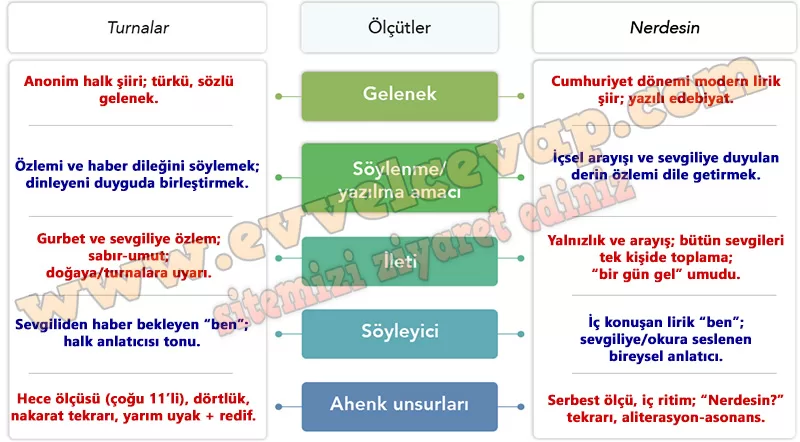 Turnalar
Ölçütler
Nerdesin
Anonim halk şiiri; türkü, sözlü
gelenek.
Gelenek
Cumhuriyet dönemi modern lirik
şiir; yazılı edebiyat.
Özlemi ve haber dileğini söylemek;
dinleyeni duyguda birleştirmek.
Söylenme/
yazılma amacı
İçsel arayışı ve sevgiliye duyulan
derin özlemi dile getirmek.
Gurbet ve sevgiliye özlem;
sabır-umut;
doğaya/turnalara uyarı.
İleti
Yalnızlık ve arayış; bütün sevgileri
tek kişide toplama;
“bir gün gel” umudu.
Sevgiliden haber bekleyen “ben”;
halk anlatıcısı tonu.
Söyleyici
İç konuşan lirik “ben”;
sevgiliye/okura seslenen
bireysel anlatıcı.
Hece ölçüsü (çoğu 11’li), dörtlük,
nakarat tekrarı, yarım uyak + redif.
Ahenk unsurları
Serbest ölçü, iç ritim; “Nerdesin?”
tekrarı, aliterasyon-asonans.
www.evvelcevap.com
sitemizi ziyaret ediniz